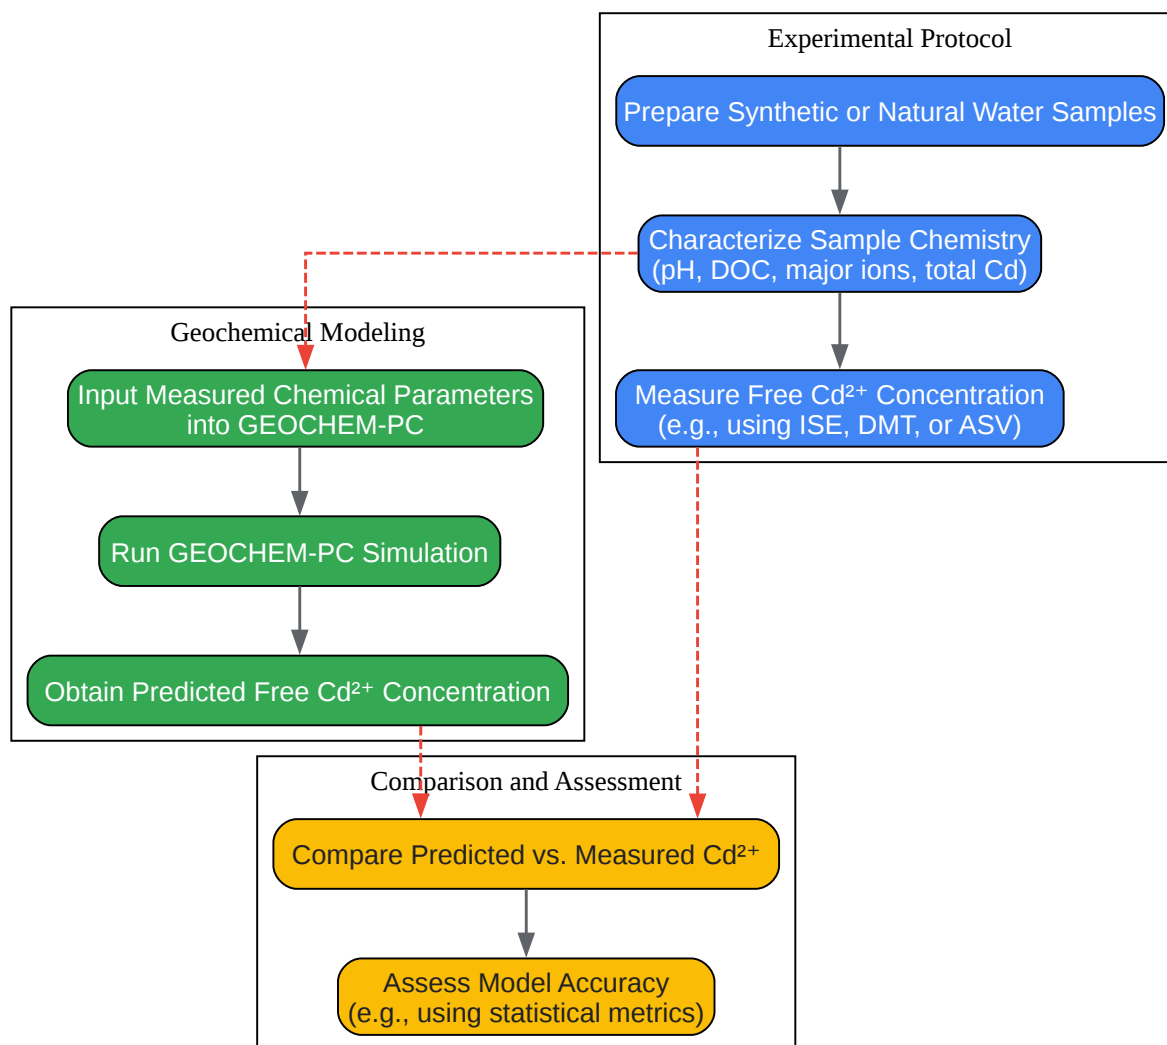 Experimental Protocol
Prepare Synthetic or Natural Water Samples
Characterize Sample Chemistry
(pH, DOC, major ions, total Cd)
Measure Free Cd²⁺ Concentration
(e.g., using ISE, DMT, or ASV)
Geochemical Modeling
Input Measured Chemical Parameters
into GEOCHEM-PC
Run GEOCHEM-PC Simulation
Obtain Predicted Free Cd²⁺ Concentration
Comparison and Assessment
Compare Predicted vs. Measured Cd²⁺
Assess Model Accuracy
(e.g., using statistical metrics)